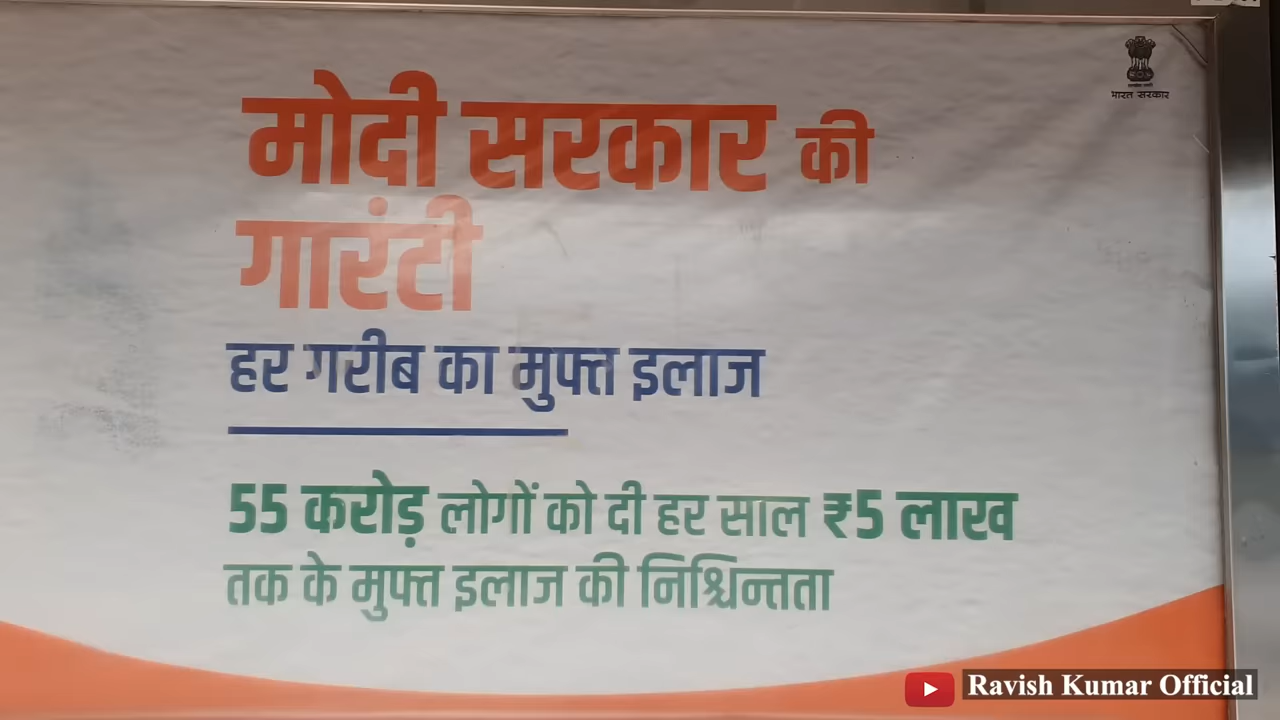 भारत सरकार
मोदी सरकार की
गारंटी
हर गरीब का मुफ्त इलाज
55 करोड़ लोगों को दी हर साल ₹5 लाख
तक के मुफ्त इलाज की निश्चिन्तता
Ravish Kumar Official